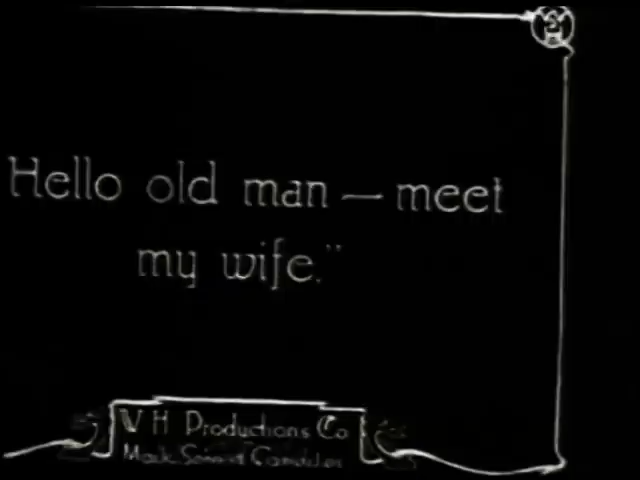 Hello old man — meet
my wife."
W H Productions Co
Mack Sennett Comedies